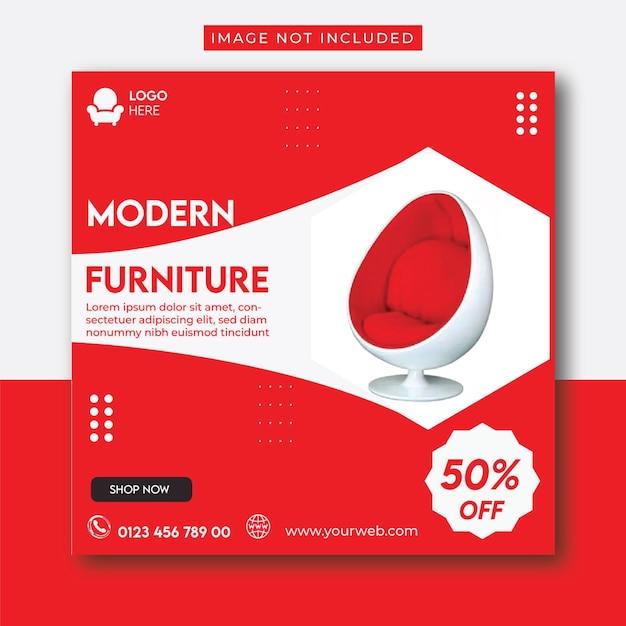 IMAGE NOT INCLUDED
LOGO
HERE
MODERN
FURNITURE
Lorem ipsum dolor sit amet, con-
sectetuer adipiscing elit, sed diam
nonummy nibh euismod tincidunt
SHOP NOW
50%
OFF
0123 456 789 00
WWW
www.yourweb.com